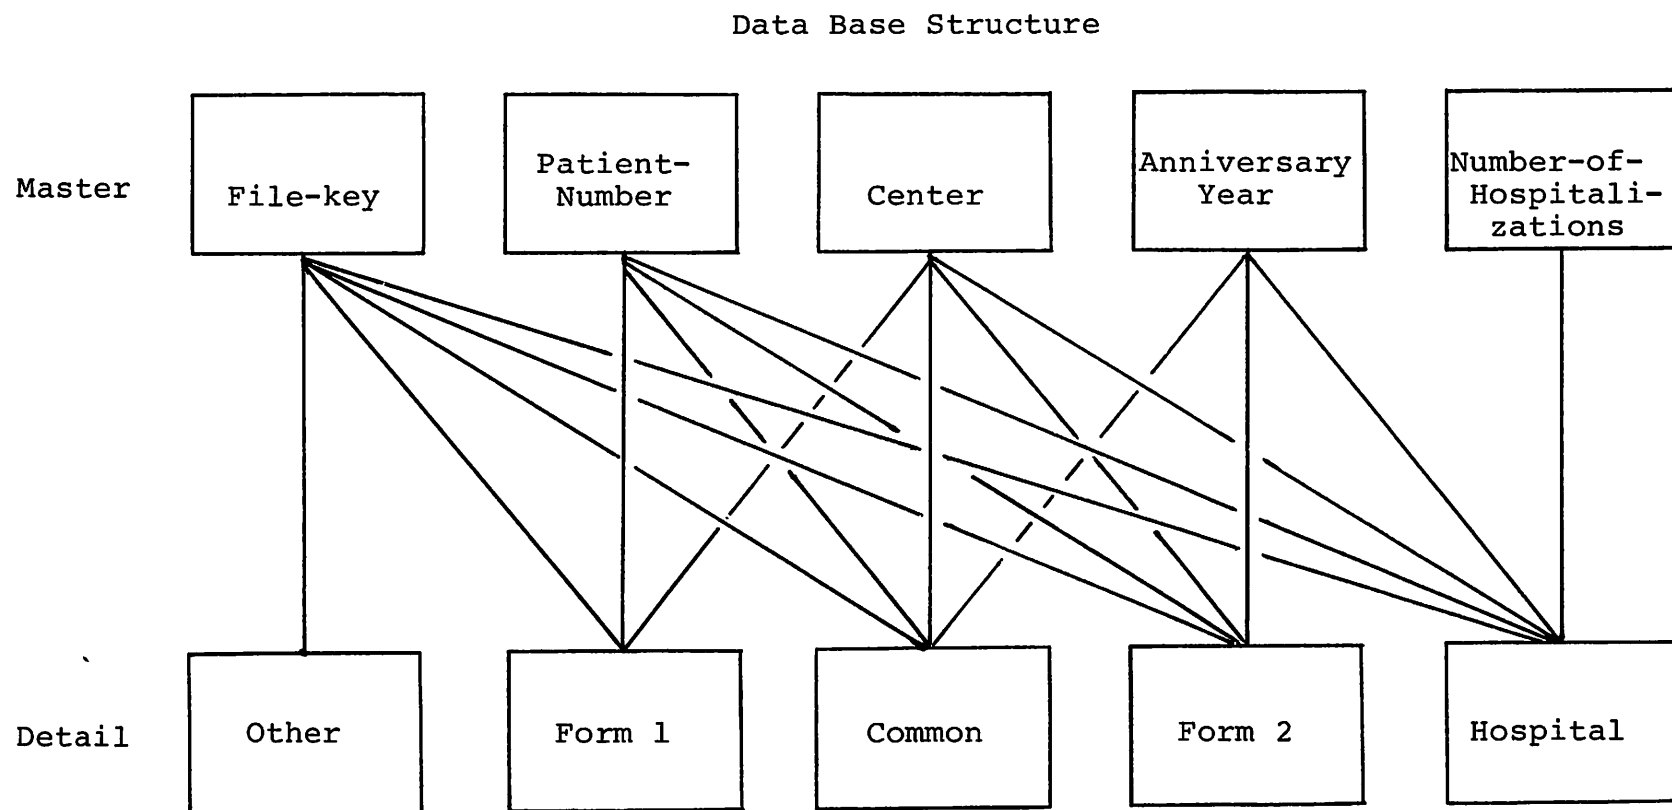 Data Base Structure
Master
File-key
Patient-
Number
Center
Anniversary
Year
Number-of-
Hospitali-
zations
Detail
Other
Form 1
Common
Form 2
Hospital